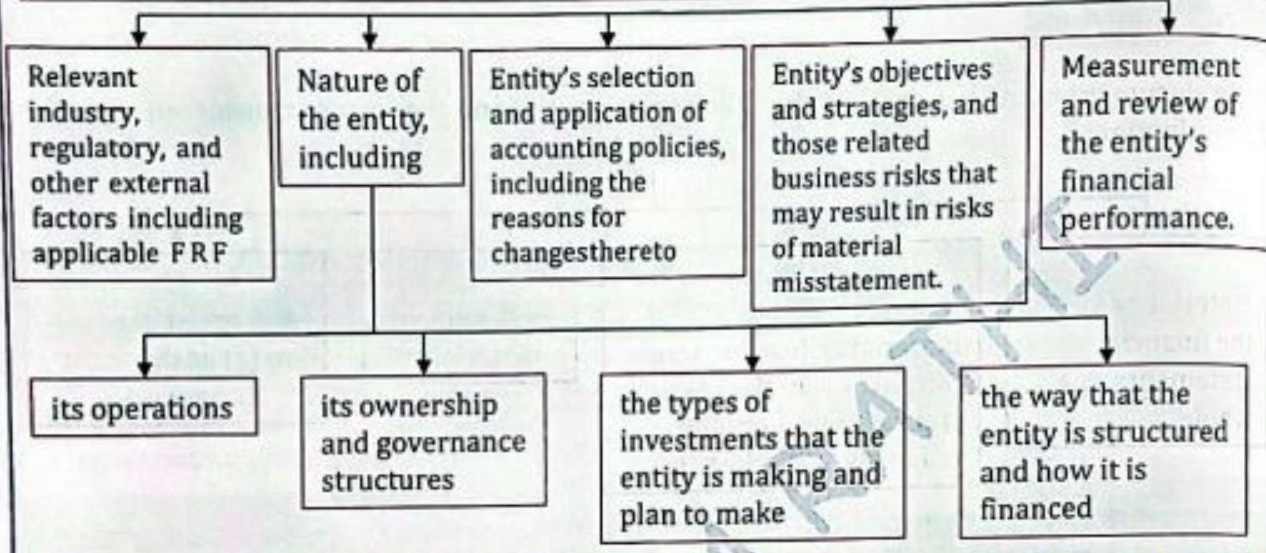 Relevant
industry,
regulatory, and
other external
factors including
applicable F R F
Nature of
the entity,
including
Entity's selection
and application of
accounting policies,
including the
reasons for
changesthereto
Entity's objectives
and strategies, and
those related
business risks that
may result in risks
of material
misstatement.
Measurement
and review of
the entity's
financial
performance.
its operations
its ownership
and governance
structures
the types of
investments that the
entity is making and
plan to make
the way that the
entity is structured
and how it is
financed